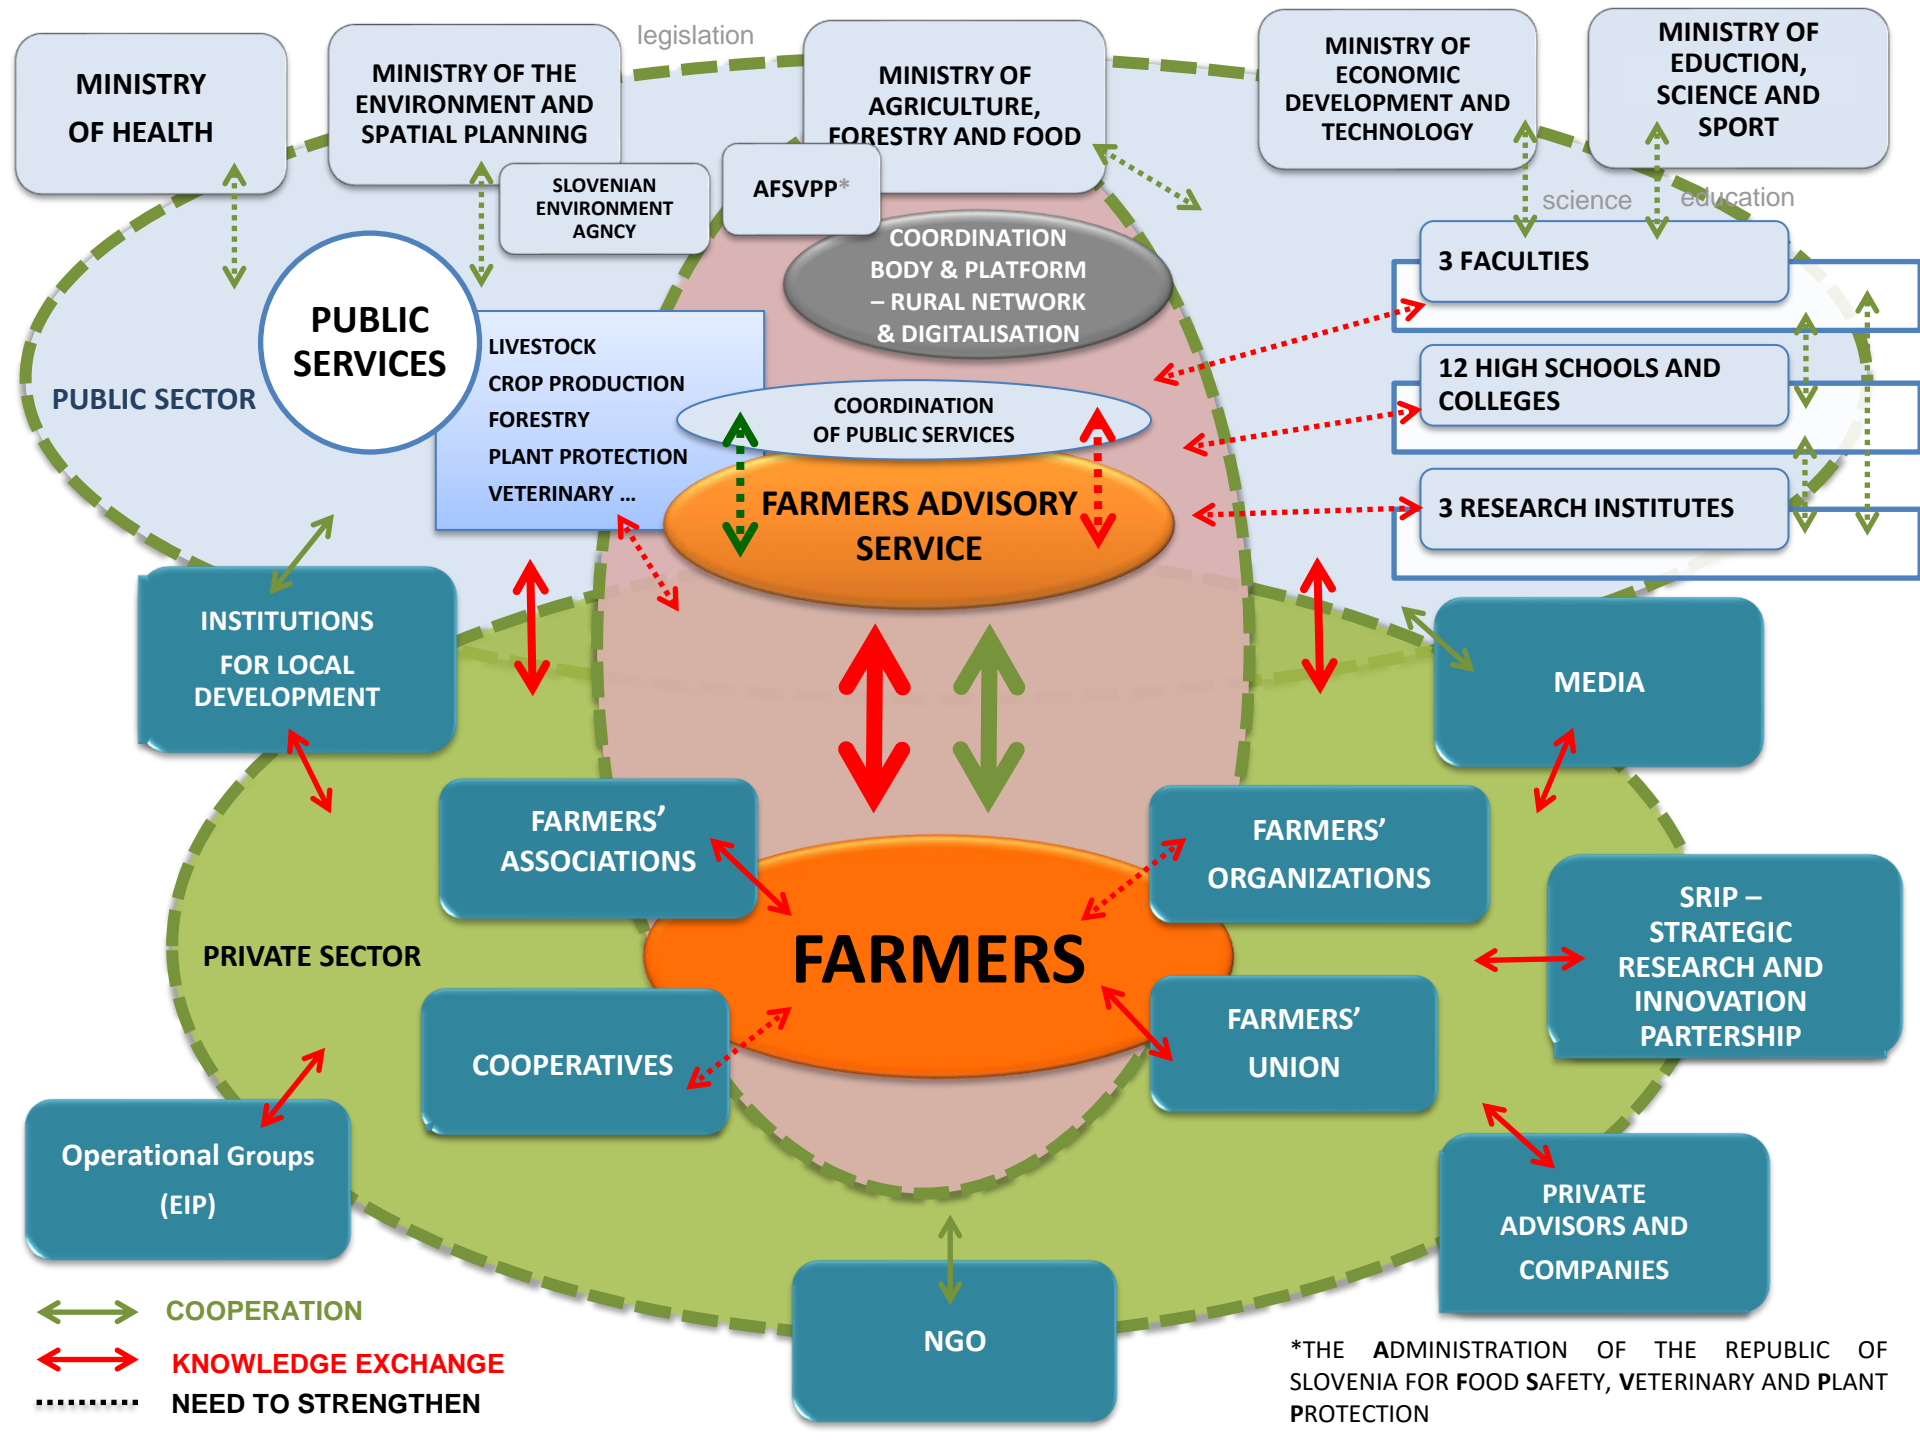 legislation
MINISTRY
OF HEALTH
MINISTRY OF THE
ENVIRONMENT AND
SPATIAL PLANNING
MINISTRY OF
AGRICULTURE,
FORESTRY AND FOOD
MINISTRY OF
ECONOMIC
DEVELOPMENT AND
TECHNOLOGY
MINISTRY OF
EDUCTION,
SCIENCE AND
SPORT
SLOVENIAN
ENVIRONMENT
AGNCY
AFSVPP*
science
education
COORDINATION
BODY & PLATFORM
– RURAL NETWORK
& DIGITALISATION
3 FACULTIES
12 HIGH SCHOOLS AND
COLLEGES
3 RESEARCH INSTITUTES
PUBLIC
SERVICES
PUBLIC SECTOR
LIVESTOCK
CROP PRODUCTION
FORESTRY
PLANT PROTECTION
VETERINARY ...
COORDINATION
OF PUBLIC SERVICES
FARMERS ADVISORY
SERVICE
INSTITUTIONS
FOR LOCAL
DEVELOPMENT
MEDIA
FARMERS’
ASSOCIATIONS
FARMERS’
ORGANIZATIONS
SRIP –
STRATEGIC
RESEARCH AND
INNOVATION
PARTERSHIP
PRIVATE SECTOR
FARMERS
COOPERATIVES
FARMERS’
UNION
Operational Groups
(EIP)
PRIVATE
ADVISORS AND
COMPANIES
NGO
COOPERATION
KNOWLEDGE EXCHANGE
NEED TO STRENGTHEN
*THE ADMINISTRATION OF THE REPUBLIC OF
SLOVENIA FOR FOOD SAFETY, VETERINARY AND PLANT
PROTECTION